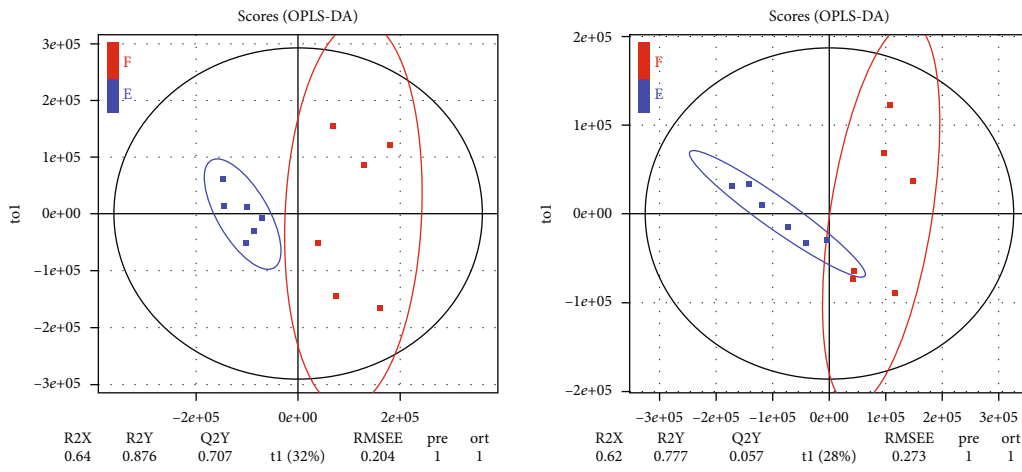 Scores (OPLS-DA)
3e+05
2e+05
1e+05
0e+00
−1e+05
−2e+05
−3e+05
to1
F
E
−2e+05 0e+00 2e+05
R2X R2Y Q2Y RMSEE pre ort
0.64 0.876 0.707 t1 (32%) 0.204 1 1
Scores (OPLS-DA)
2e+05
1e+05
0e+00
−1e+05
−2e+05
to1
F
E
−3e+05 −2e+05 −1e+05 0e+00 1e+05 2e+05 3e+05
R2X R2Y Q2Y RMSEE pre ort
0.62 0.777 0.057 t1 (28%) 0.273 1 1